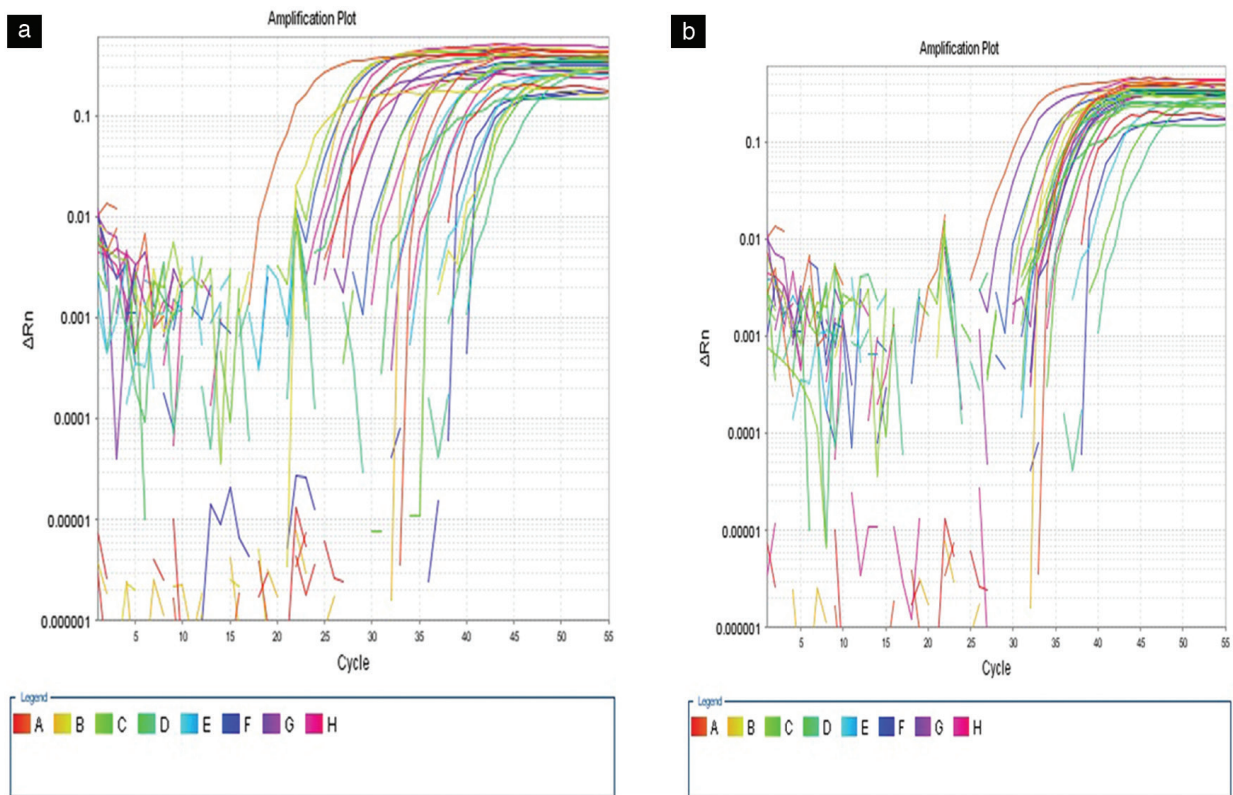 a
Amplification Plot
ΔRn
0.1
0.01
0.001
0.0001
0.00001
0.000001
5 10 15 20 25 30 35 40 45 50 55
Cycle
Legend
A B C D E F G H
b
Amplification Plot
ΔRn
0.1
0.01
0.001
0.0001
0.00001
0.000001
5 10 15 20 25 30 35 40 45 50 55
Cycle
Legend
A B C D E F G H